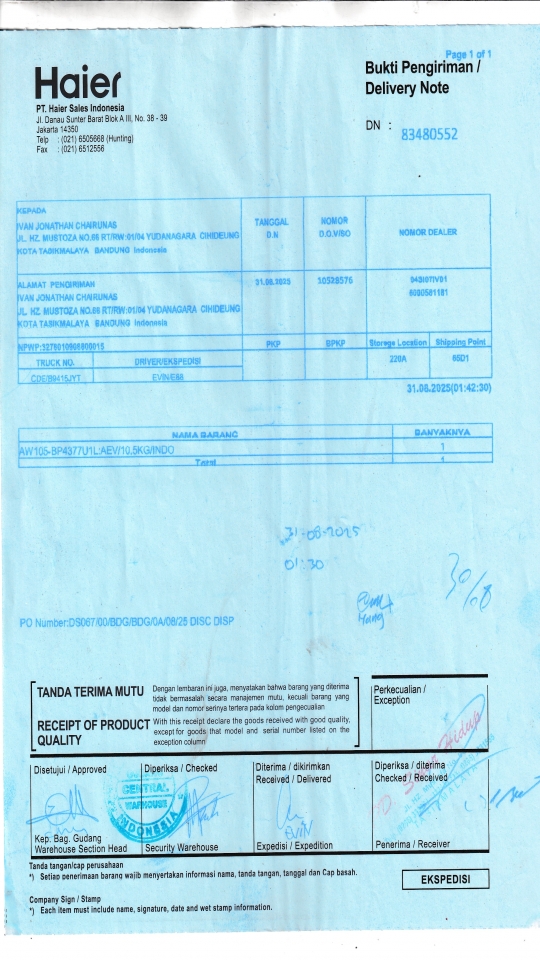 Page 1 of 1
Haier
Bukti Pengiriman /
Delivery Note
PT. Haier Sales Indonesia
Jl. Danau Sunter Barat Blok A III, No. 38 - 39
Jakarta 14350
Telp : (021) 6505668 (Hunting)
Fax : (021) 6512556
DN : 83480552
KEPADA
IVAN JONATHAN CHAIRUNAS
JL. HZ. MUSTOZA NO.66 RT/RW:01/04 YUDANAGARA CIHIDEUNG
KOTA TASIKMALAYA BANDUNG Indonesia
TANGGAL
D.N
NOMOR
D.O/SO
NOMOR DEALER
ALAMAT PENGIRIMAN
IVAN JONATHAN CHAIRUNAS
JL. HZ. MUSTOZA NO.66 RT/RW:01/04 YUDANAGARA CIHIDEUNG
KOTA TASIKMALAYA BANDUNG Indonesia
31.08.2025
PKP
BPKP
Storage Location
Shipping Point
TRUCK NO.
DRIVER/EKSPEDISI
220A
65D1
CDE/B9415JYT
31.08.2025(01:42:30)
NAMA BARANG
BANYAKNYA
AW105-BP4377U1L:AEV/10.5KG/INDO
1
Total
1
31-08-2025
01:30
30/08
PO Number:DS067/00/BDG/BDG/0A/08/25 DISC DISP
TANDA TERIMA MUTU
Dengan lembaran ini juga, menyatakan bahwa barang yang diterima
tidak bermasalah secara manajemen mutu, kecuali barang yang
model dan nomor serinya tertera pada kolom pengecualian
RECEIPT OF PRODUCT
QUALITY
With this receipt declare the goods received with good quality,
except for goods that model and serial number listed on the
exception column
Perkecualian /
Exception
Disetujui / Approved
Diperiksa / Checked
Diterima / dikirimkan
Received / Delivered
Diperiksa / diterima
Checked / Received
CENTRAL
WAREHOUSE
INDONESIA
Hidup
EVIN
Kep. Bag. Gudang
Warehouse Section Head
Security Warehouse
Expedisi / Expedition
Penerima / Receiver
Tanda tangan/cap perusahaan
*) Setiap penerimaan barang wajib menyertakan informasi nama, tanda tangan, tanggal dan Cap basah.
EKSPEDISI
Company Sign / Stamp
*) Each item must include name, signature, date and wet stamp information.